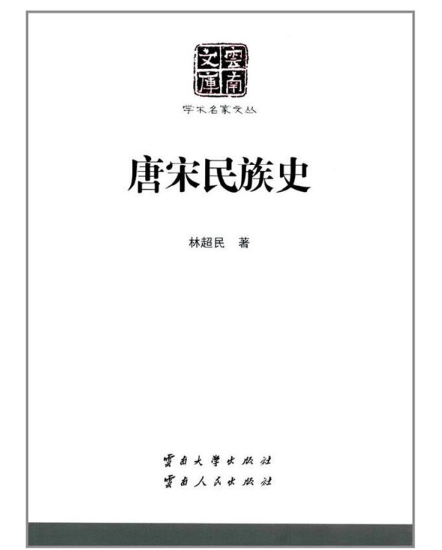 雲南文庫
学术名家文丛
唐宋民族史
林超民 著
云南大学出版社
云南人民出版社